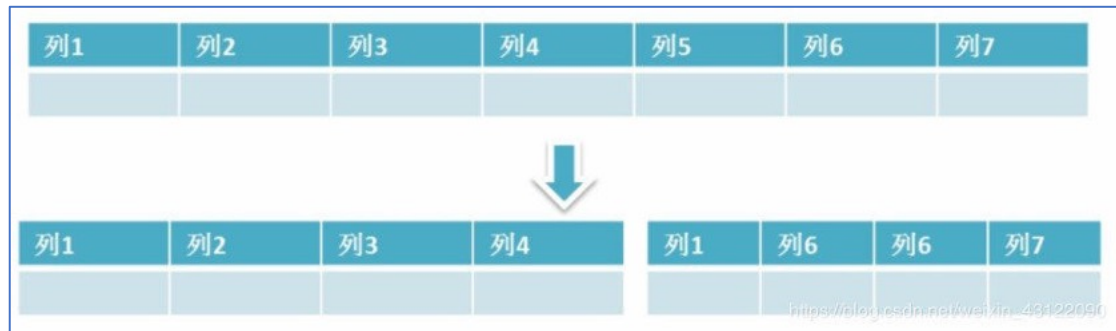 列1 列2 列3 列4 列5 列6 列7
列1 列2 列3 列4 列1 列6 列6 列7
https://blog.csdn.net/weixin_43122090